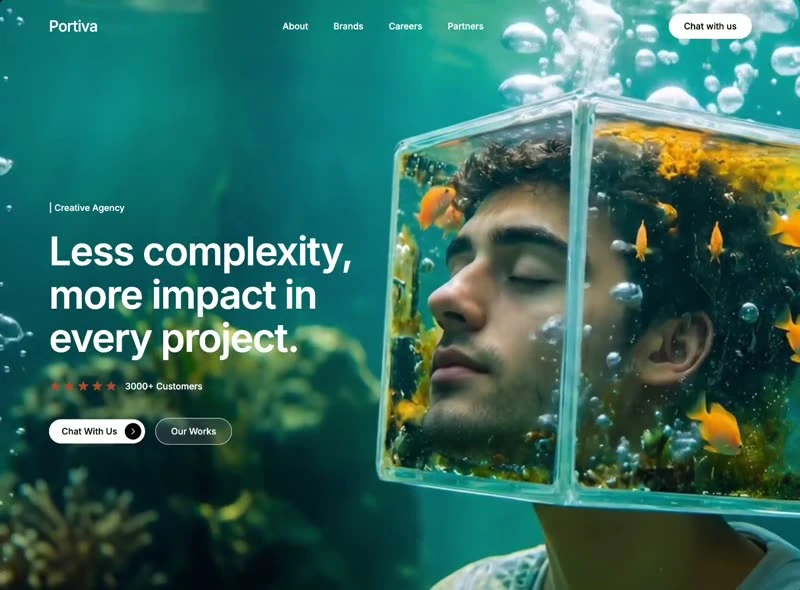 Portiva
About
Brands
Careers
Partners
Chat with us
| Creative Agency
Less complexity,
more impact in
every project.
3000+ Customers
Chat With Us
Our Works